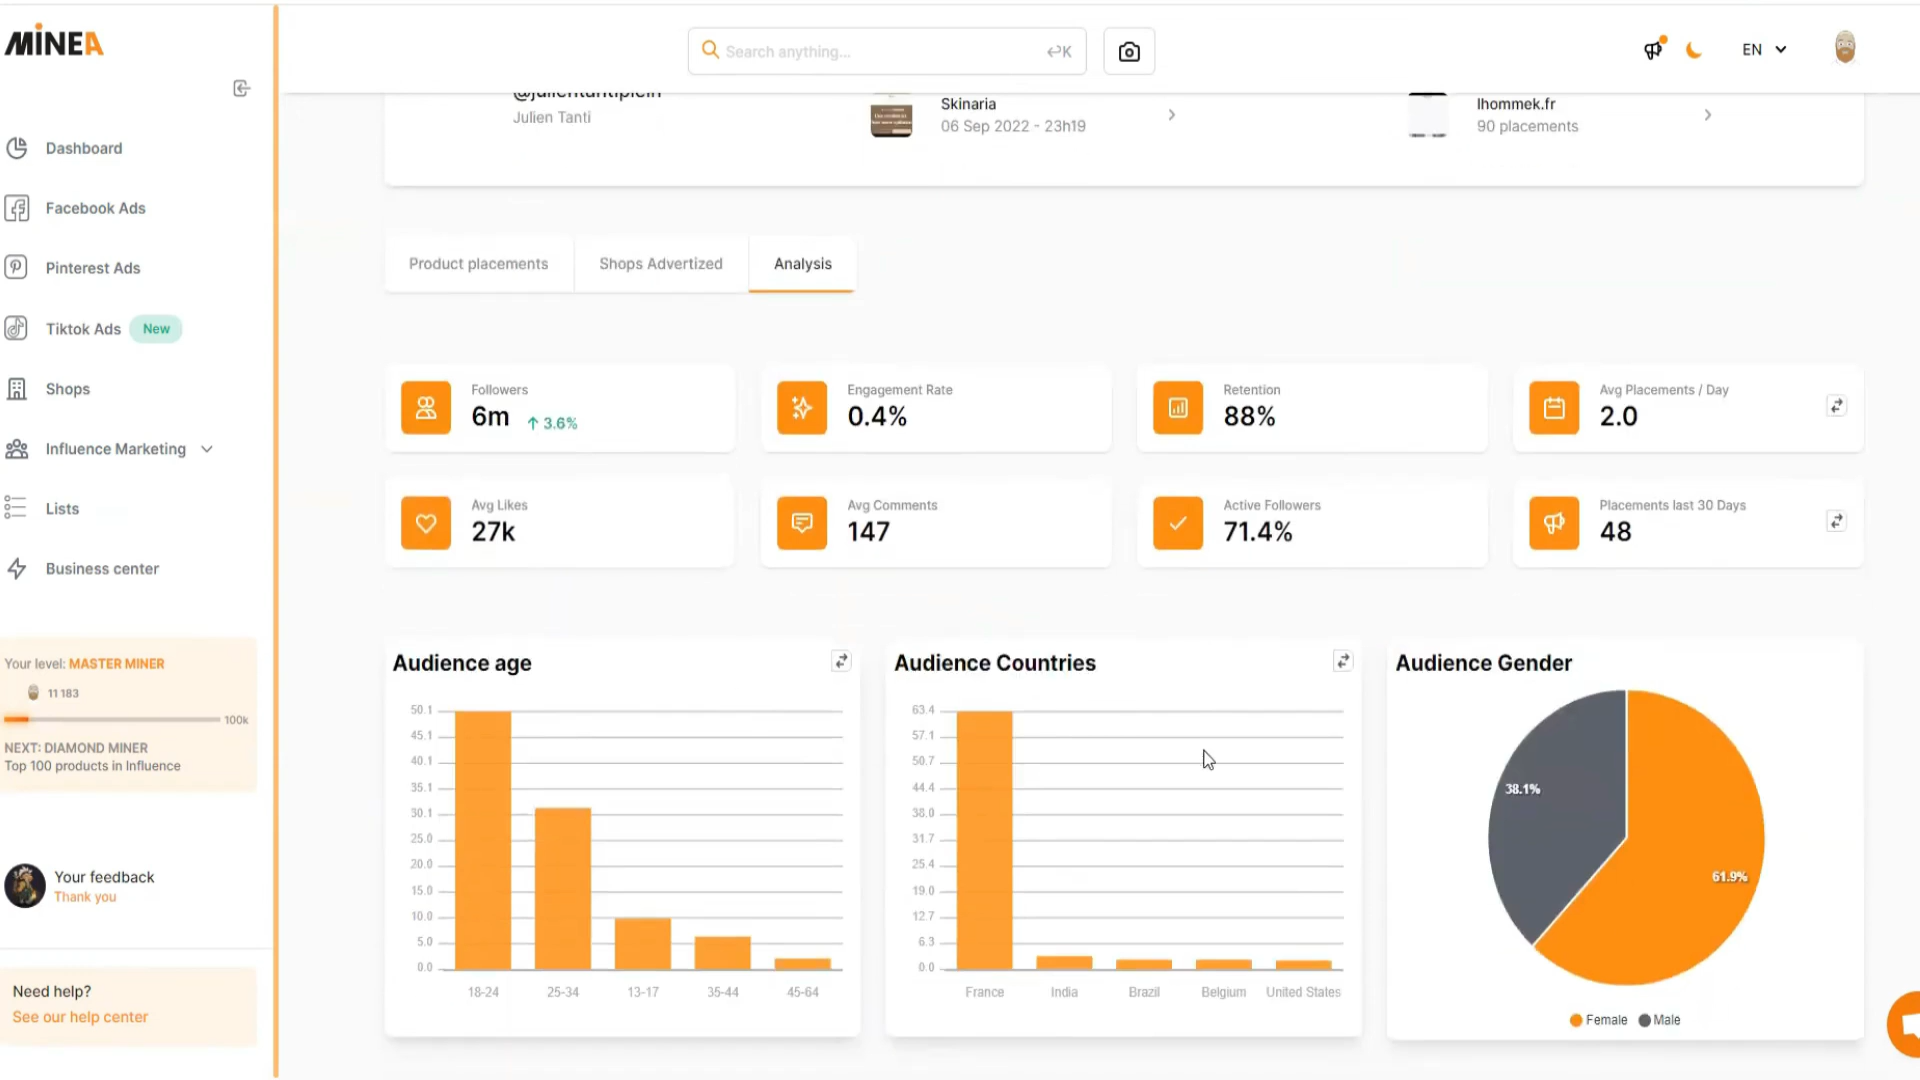 MINEA
Search anything...
K
EN
@julientantiplein
Julien Tanti
Skinaria
06 Sep 2022 - 23h19
lhommek.fr
90 placements
Dashboard
Facebook Ads
Pinterest Ads
Tiktok Ads New
Shops
Influence Marketing
Lists
Business center
Your level: MASTER MINER
11 183
100k
NEXT: DIAMOND MINER
Top 100 products in Influence
Your feedback
Thank you
Need help?
See our help center
Product placements
Shops Advertized
Analysis
Followers
6m
3.6%
Engagement Rate
0.4%
Retention
88%
Avg Placements / Day
2.0
Avg Likes
27k
Avg Comments
147
Active Followers
71.4%
Placements last 30 Days
48
Audience age
50.1
45.1
40.1
35.1
30.1
25.0
20.0
15.0
10.0
5.0
0.0
18-24
25-34
13-17
35-44
45-64
Audience Countries
63.4
57.1
50.7
44.4
38.0
31.7
25.4
19.0
12.7
6.3
0.0
France
India
Brazil
Belgium
United States
Audience Gender
38.1%
61.9%
Female
Male